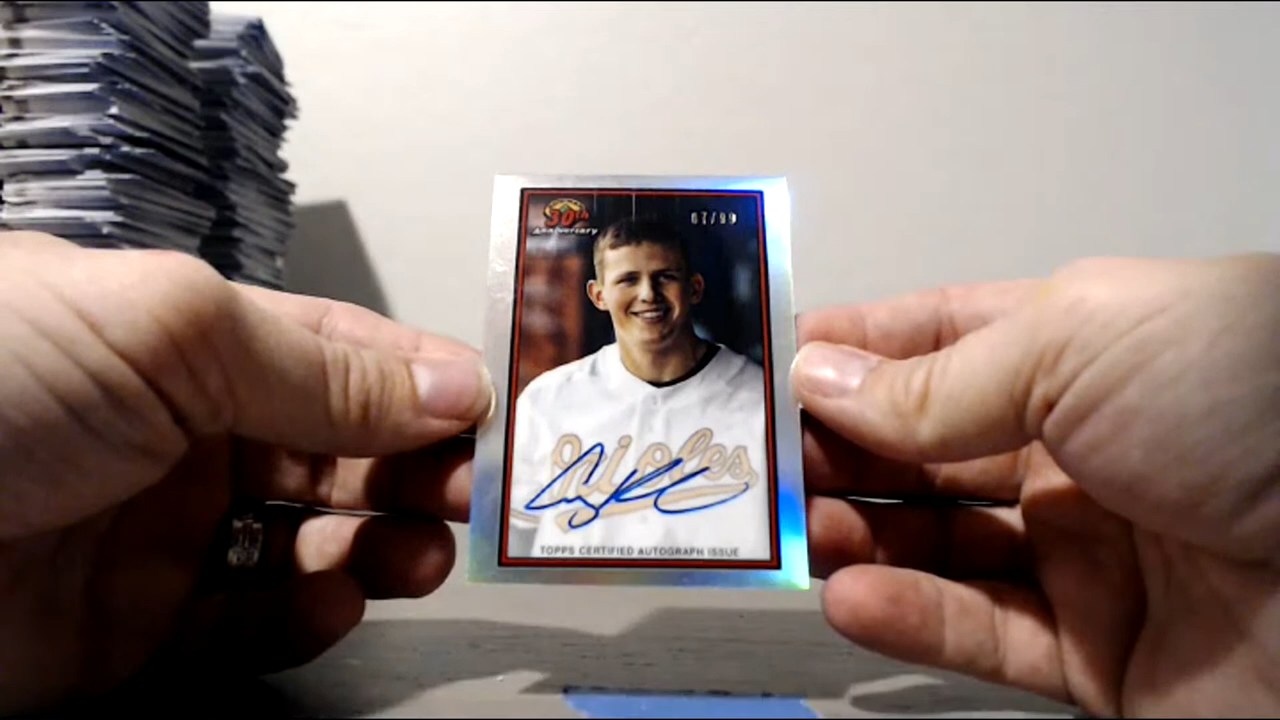 30th
Anniversary
07/99
Orioles
TOPPS CERTIFIED AUTOGRAPH ISSUE